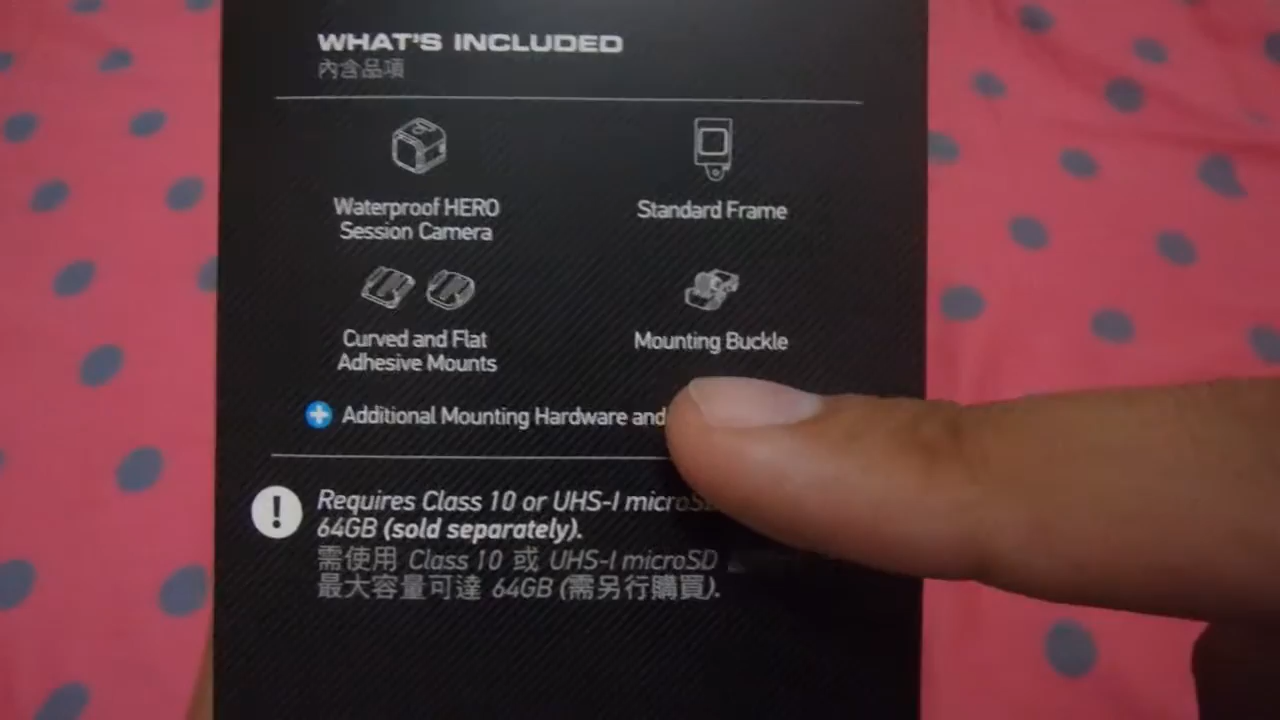 WHAT'S INCLUDED
內含品項
Waterproof HERO
Session Camera
Standard Frame
Curved and Flat
Adhesive Mounts
Mounting Buckle
Additional Mounting Hardware and
! Requires Class 10 or UHS-I microS
64GB (sold separately).
需使用 Class 10 或 UHS-I microSD
最大容量可達 64GB (需另行購買).